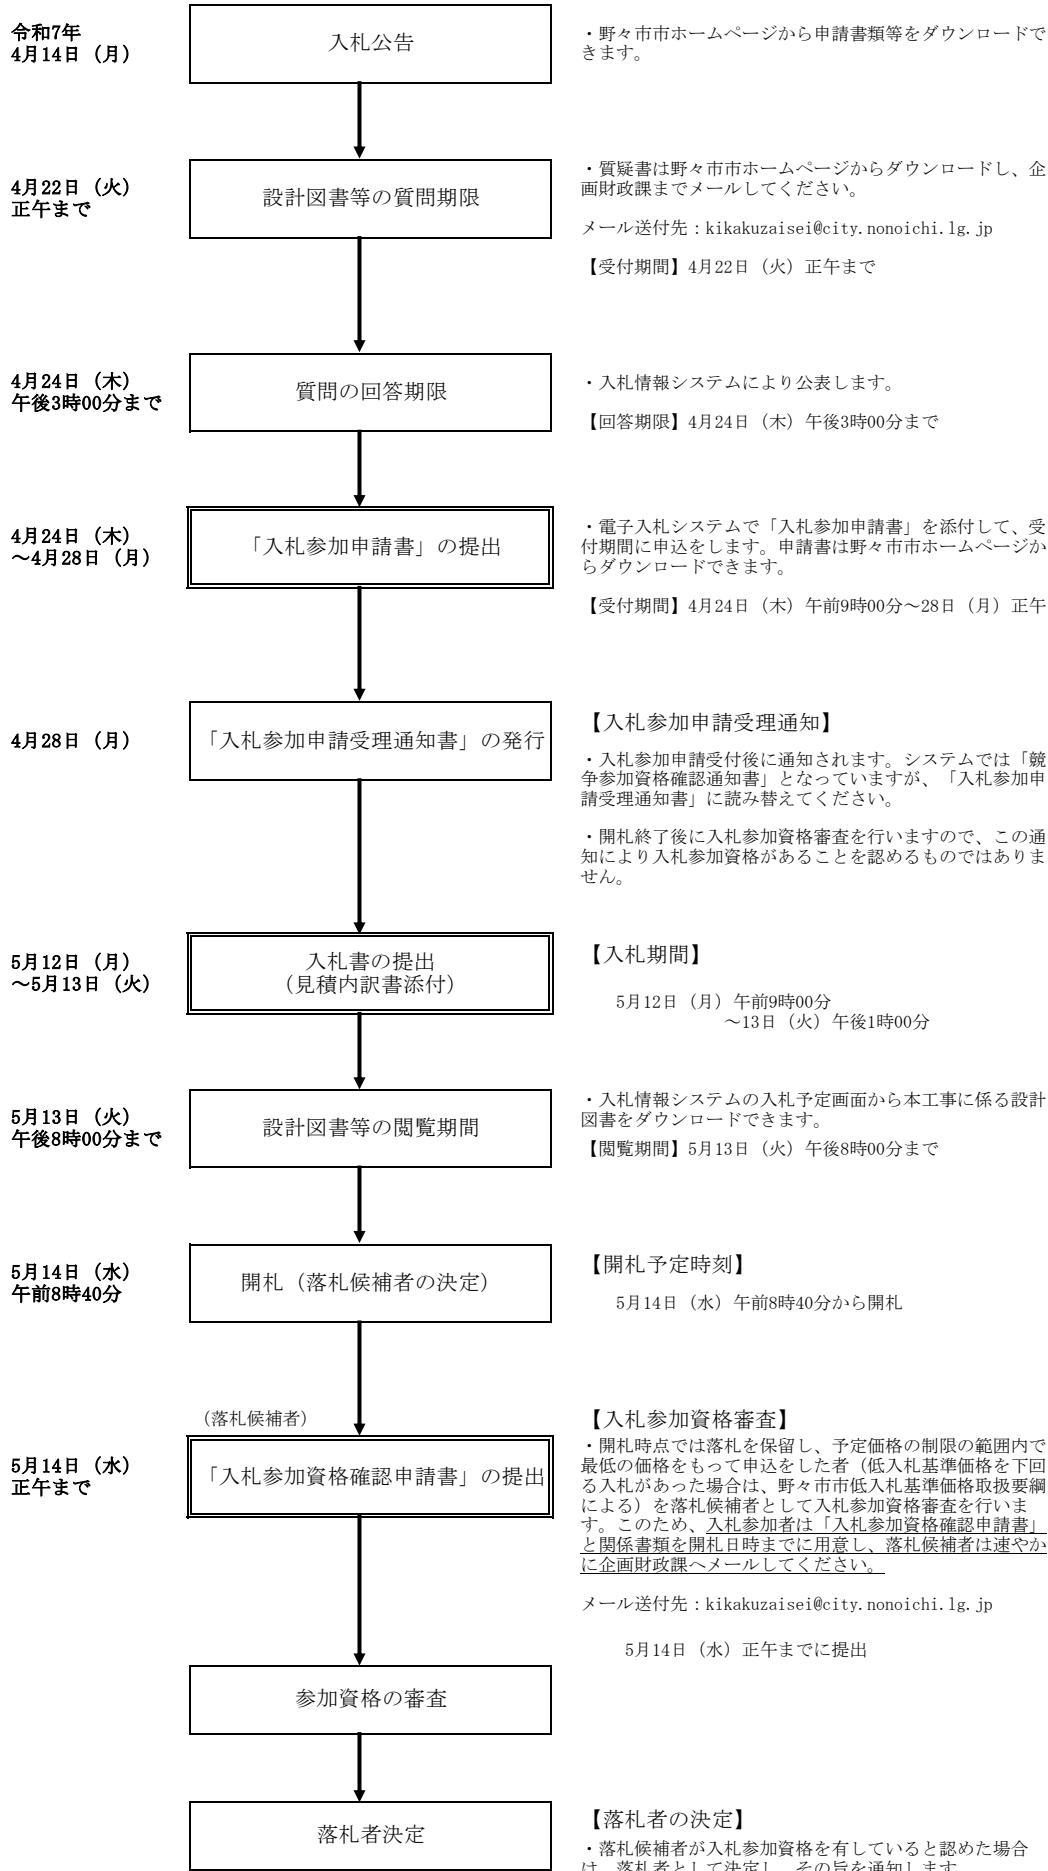 令和7年
4月14日（月）
入札公告
・野々市市ホームページから申請書類等をダウンロードで
きます。
4月22日（火）
正午まで
設計図書等の質問期限
・質疑書は野々市市ホームページからダウンロードし、企
画財政課までメールしてください。
メール送付先：kikakuzaisei@city.nonoichi.lg.jp
【受付期間】4月22日（火）正午まで
4月24日（木）
午後3時00分まで
質問の回答期限
・入札情報システムにより公表します。
【回答期限】4月24日（木）午後3時00分まで
4月24日（木）
～4月28日（月）
「入札参加申請書」の提出
・電子入札システムで「入札参加申請書」を添付して、受
付期間に申込をします。申請書は野々市市ホームページか
らダウンロードできます。
【受付期間】4月24日（木）午前9時00分～28日（月）正午
4月28日（月）
「入札参加申請受理通知書」の発行
【入札参加申請受理通知】
・入札参加申請受付後に通知されます。システムでは「競
争参加資格確認通知書」となっていますが、「入札参加申
請受理通知書」に読み替えてください。
・開札終了後に入札参加資格審査を行いますので、この通
知により入札参加資格があることを認めるものではありま
せん。
5月12日（月）
～5月13日（火）
入札書の提出
（見積内訳書添付）
【入札期間】
5月12日（月）午前9時00分
～13日（火）午後1時00分
5月13日（火）
午後8時00分まで
設計図書等の閲覧期間
・入札情報システムの入札予定画面から本工事に係る設計
図書をダウンロードできます。
【閲覧期間】5月13日（火）午後8時00分まで
5月14日（水）
午前8時40分
開札（落札候補者の決定）
【開札予定時刻】
5月14日（水）午前8時40分から開札
（落札候補者）
5月14日（水）
正午まで
「入札参加資格確認申請書」の提出
【入札参加資格審査】
・開札時点では落札を保留し、予定価格の制限の範囲内で
最低の価格をもって申込をした者（低入札基準価格を下回
る入札があった場合は、野々市市低入札基準価格取扱要綱
による）を落札候補者として入札参加資格審査を行いま
す。このため、入札参加者は「入札参加資格確認申請書」
と関係書類を開札日時までに用意し、落札候補者は速やか
に企画財政課へメールしてください。
メール送付先：kikakuzaisei@city.nonoichi.lg.jp
5月14日（水）正午までに提出
参加資格の審査
落札者決定
【落札者の決定】
・落札候補者が入札参加資格を有していると認めた場合
は、落札者として決定し、その旨を通知します。